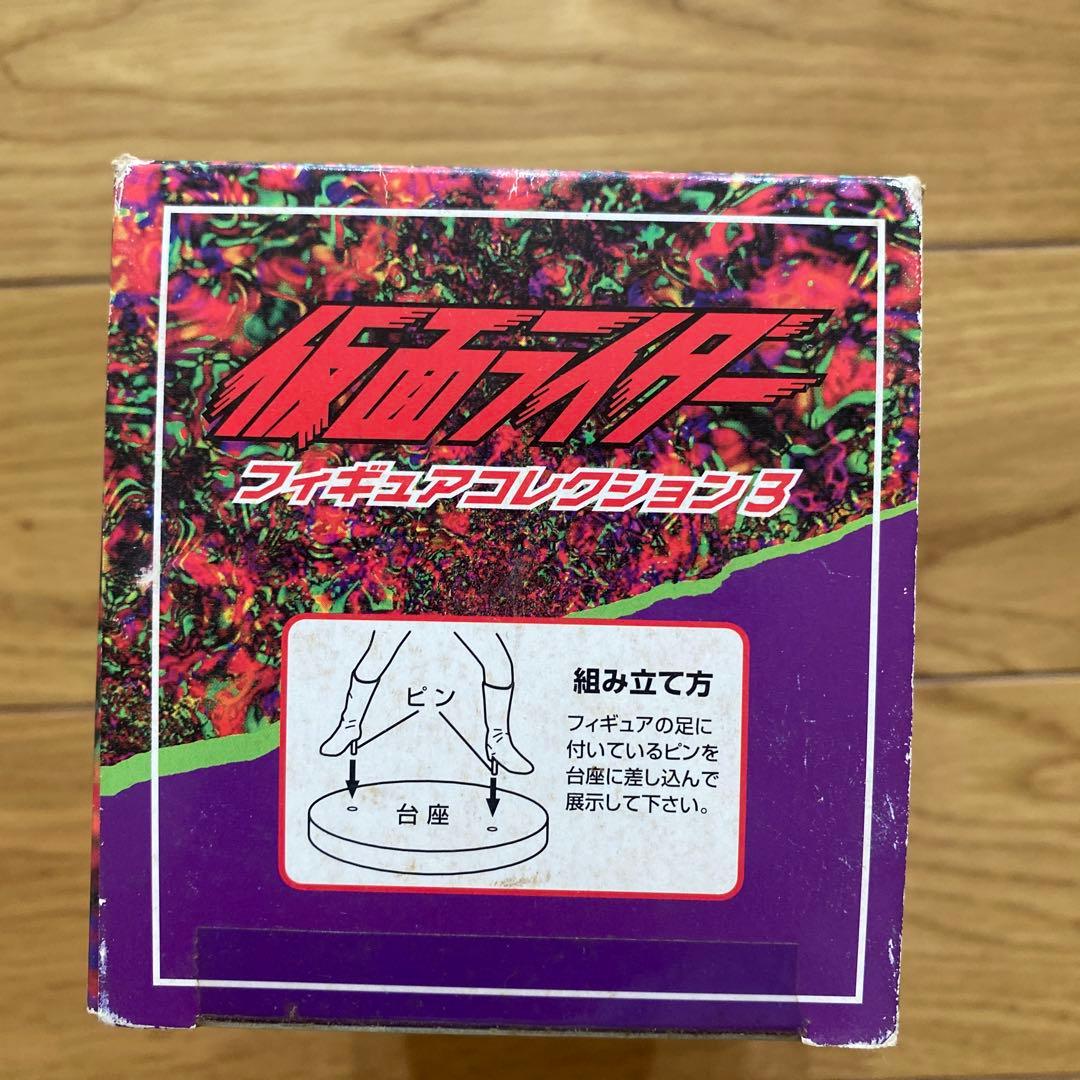 仮面ライダー
フィギュアコレクション3
ピン
台座
組み立て方
フィギュアの足に
付いているピンを
台座に差し込んで
展示して下さい。